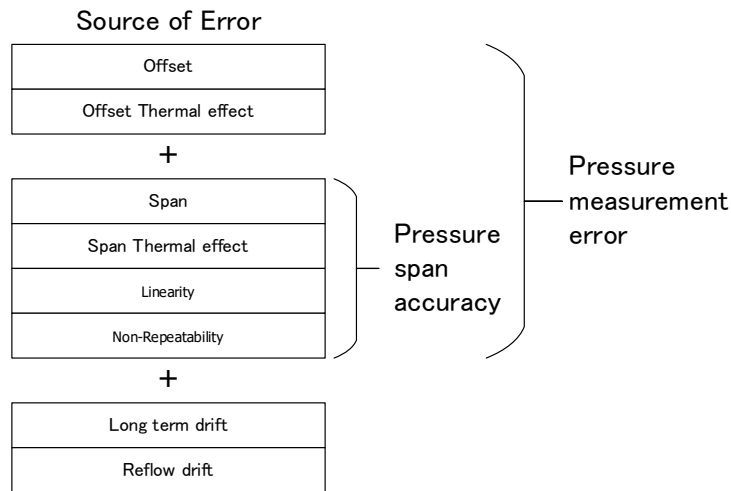 Source of Error
Offset
Offset Thermal effect
+
Span
Span Thermal effect
Linearity
Non-Repeatability
Pressure
span
accuracy
Pressure
measurement
error
+
Long term drift
Reflow drift